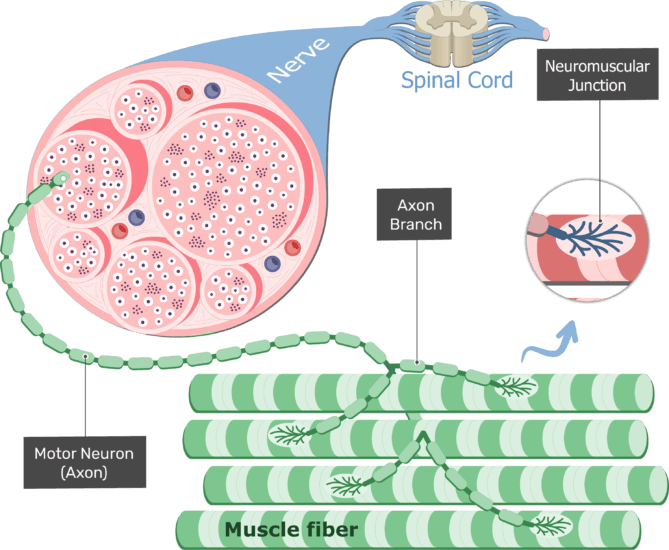 Nerve
Spinal Cord
Neuromuscular
Junction
Axon
Branch
Motor Neuron
(Axon)
Muscle fiber